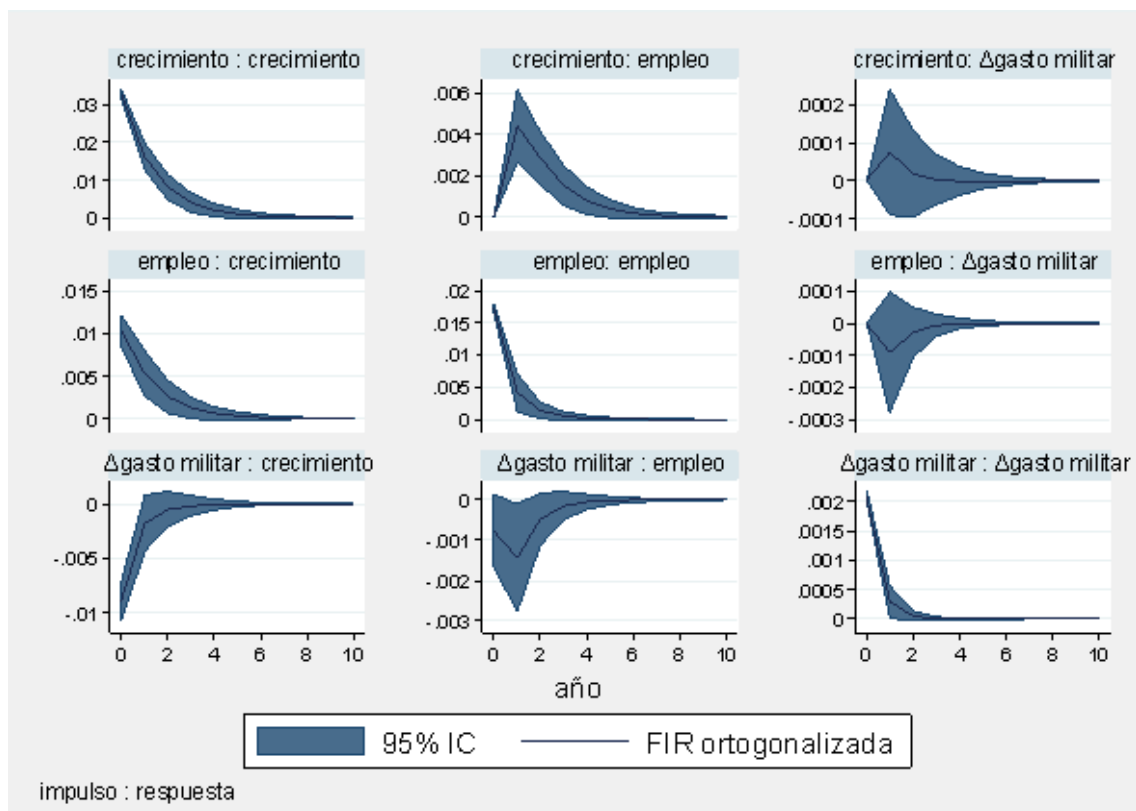 crecimiento : crecimiento
crecimiento: empleo
crecimiento: Δgasto militar
.03
.02
.01
0
.006
.004
.002
0
.0002
.0001
0
-.0001
empleo : crecimiento
empleo: empleo
empleo : Δgasto militar
.015
.01
.005
0
.02
.015
.01
.005
0
.0001
0
-.0001
-.0002
-.0003
Δgasto militar : crecimiento
Δgasto militar : empleo
Δgasto militar : Δgasto militar
0
-.005
-.01
0
-.001
-.002
-.003
.002
.0015
.001
.0005
0
0 2 4 6 8 10
0 2 4 6 8 10
0 2 4 6 8 10
año
95% IC
FIR ortogonalizada
impulso : respuesta